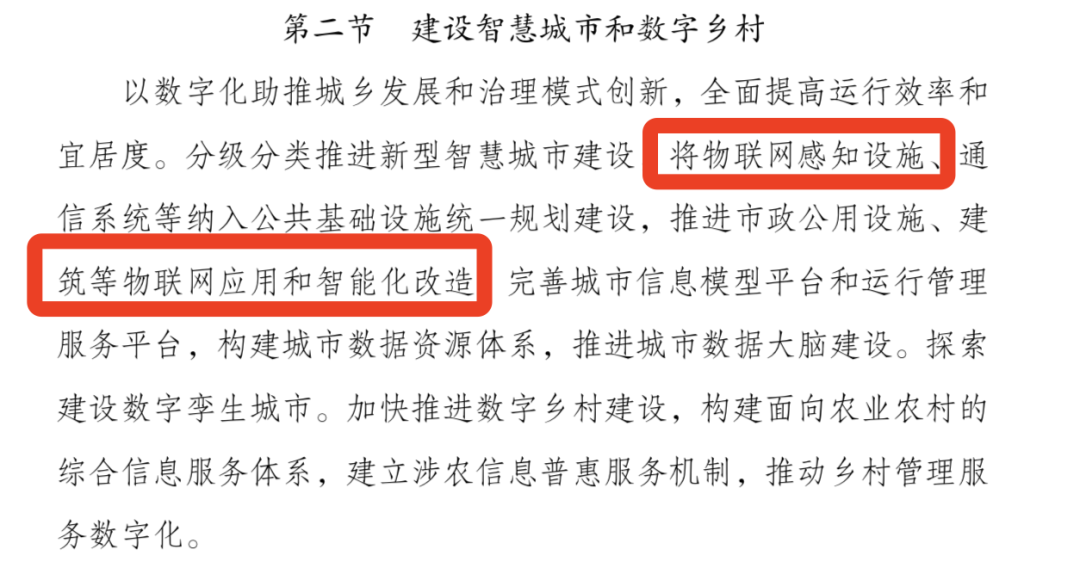 第二节　建设智慧城市和数字乡村
以数字化助推城乡发展和治理模式创新，全面提高运行效率和
宜居度。分级分类推进新型智慧城市建设 将物联网感知设施、通
信系统等纳入公共基础设施统一规划建设，推进市政公用设施、建
筑等物联网应用和智能化改造 完善城市信息模型平台和运行管理
服务平台，构建城市数据资源体系，推进城市数据大脑建设。探索
建设数字孪生城市。加快推进数字乡村建设，构建面向农业农村的
综合信息服务体系，建立涉农信息普惠服务机制，推动乡村管理服
务数字化。